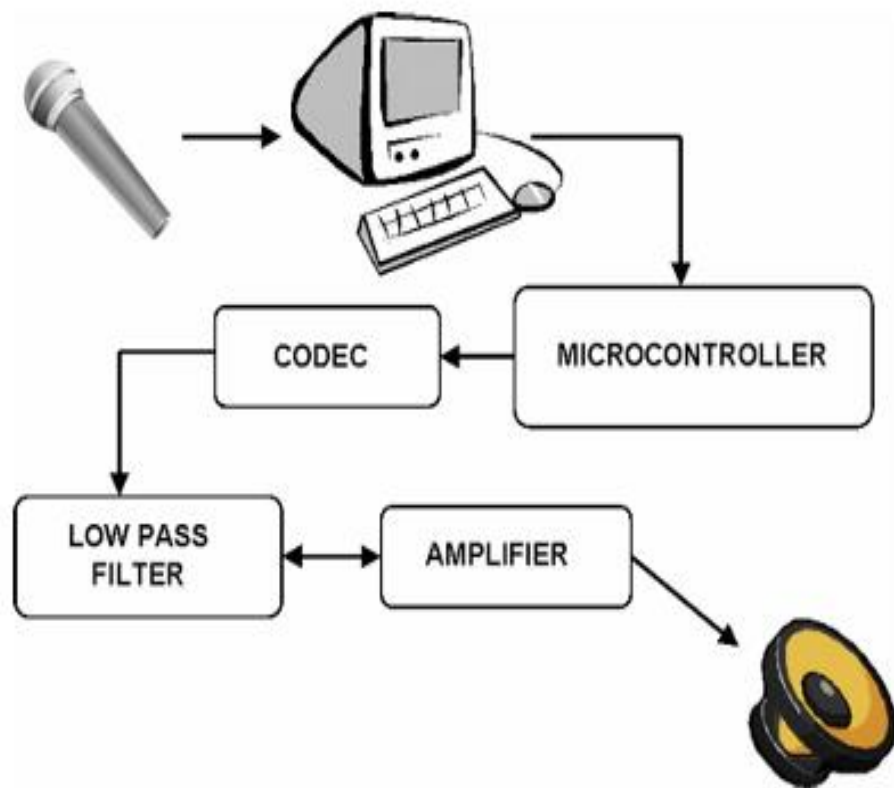 CODEC
MICROCONTROLLER
LOW PASS
FILTER
AMPLIFIER